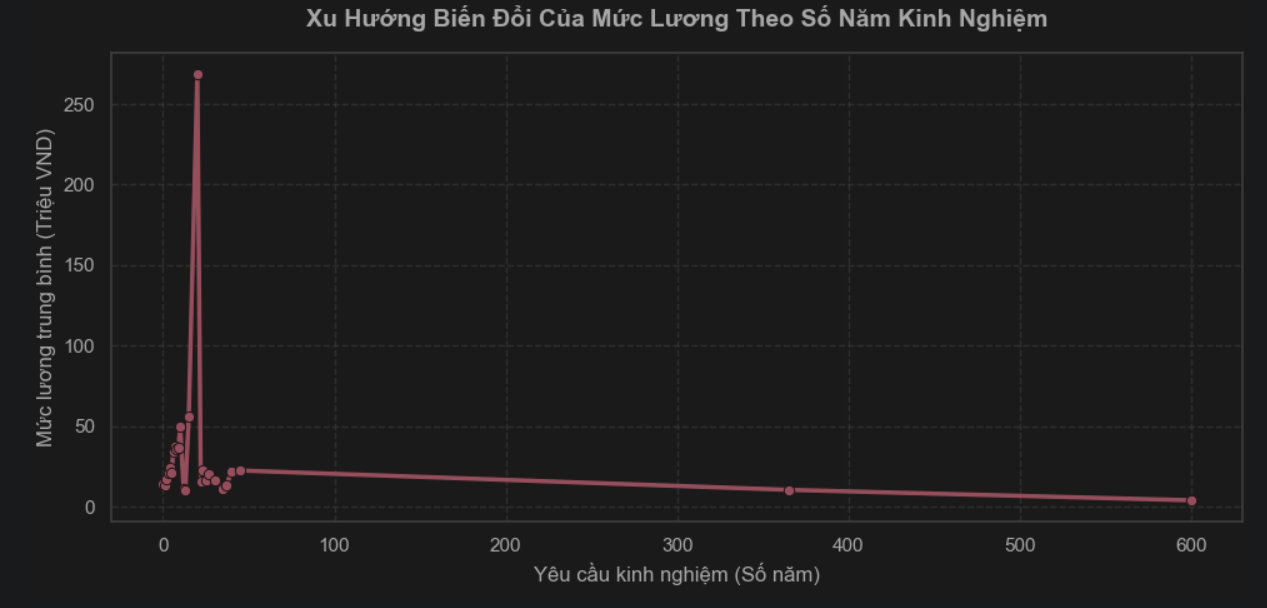 Xu Hướng Biến Đổi Của Mức Lương Theo Số Năm Kinh Nghiệm
Mức lương trung bình (Triệu VND)
250
200
150
100
50
0
0 100 200 300 400 500 600
Yêu cầu kinh nghiệm (Số năm)